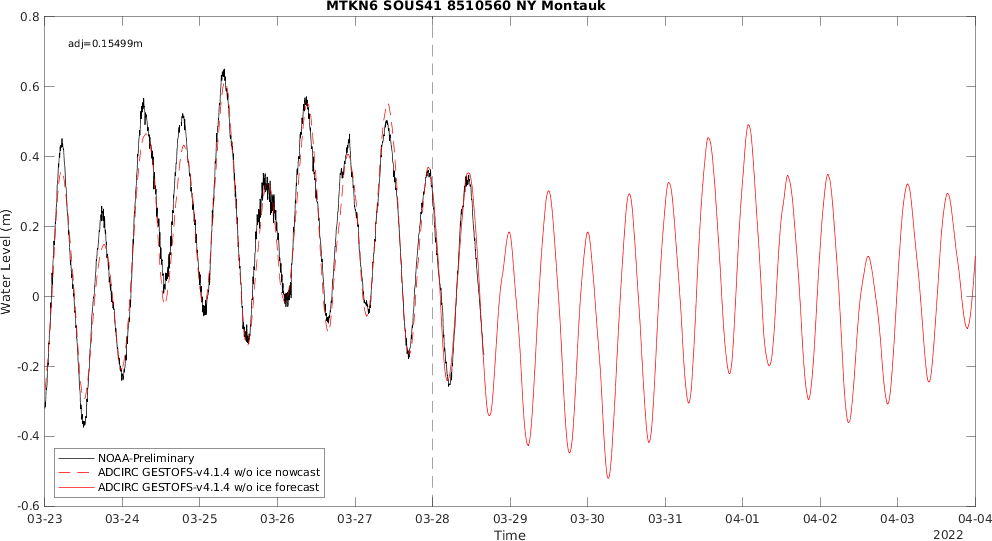 MTKN6 SOUS41 8510560 NY Montauk
adj=0.15499m
0.8
0.6
0.4
0.2
0
-0.2
-0.4
-0.6
Water Level (m)
NOAA-Preliminary
ADCIRC GESTOFS-v4.1.4 w/o ice nowcast
ADCIRC GESTOFS-v4.1.4 w/o ice forecast
03-23 03-24 03-25 03-26 03-27 03-28 03-29 03-30 03-31 04-01 04-02 04-03 04-04
Time
2022